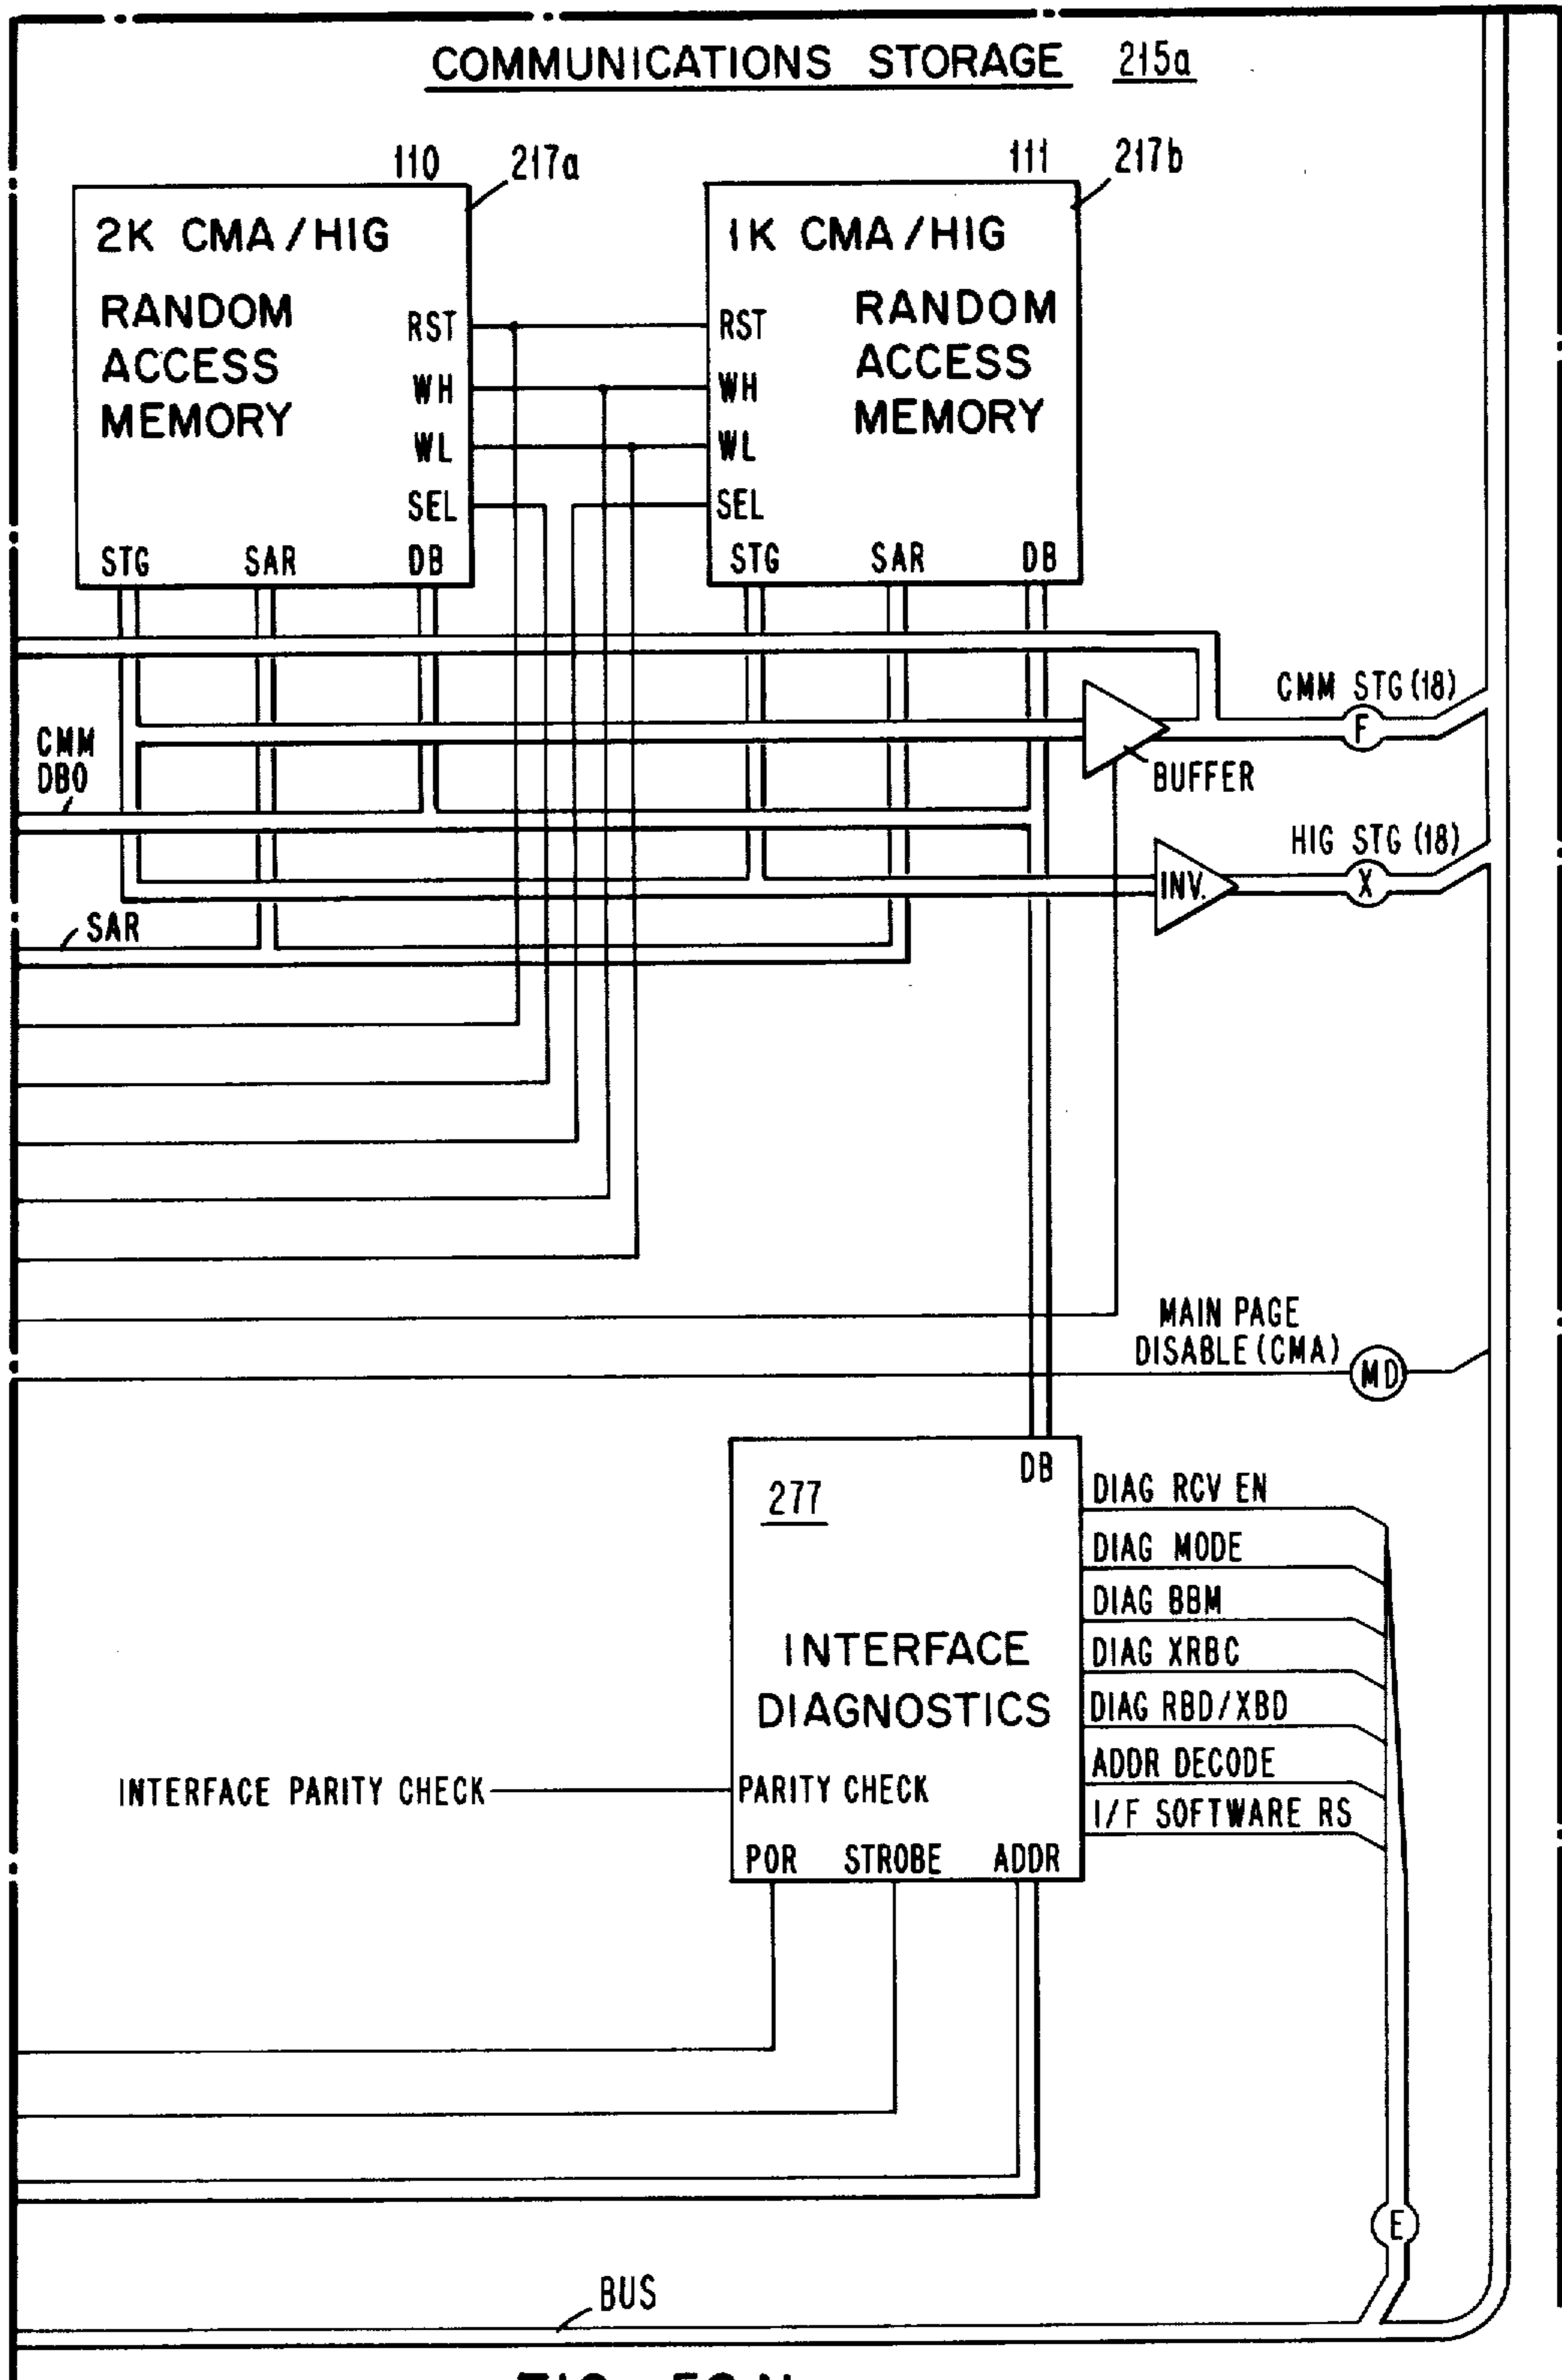 COMMUNICATIONS STORAGE 215a
110 217a
2K CMA/HIG
RANDOM
ACCESS
MEMORY
RST
WH
WL
SEL
STG SAR DB
111 217b
1K CMA/HIG
RANDOM
ACCESS
MEMORY
RST
WH
WL
SEL
STG SAR DB
CMM STG (18)
F
BUFFER
CMM
DBO
HIG STG (18)
INV.
X
SAR
MAIN PAGE
DISABLE (CMA)
MD
DB
277
INTERFACE
DIAGNOSTICS
INTERFACE PARITY CHECK
PARITY CHECK
POR STROBE ADDR
DIAG RCV EN
DIAG MODE
DIAG BBM
DIAG XRBC
DIAG RBD/XBD
ADDR DECODE
I/F SOFTWARE RS
E
BUS